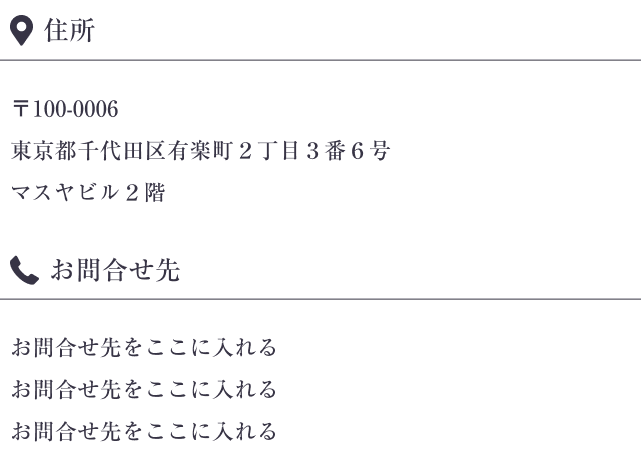 住所
〒100-0006
東京都千代田区有楽町２丁目３番６号
マスヤビル２階
お問合せ先
お問合せ先をここに入れる
お問合せ先をここに入れる
お問合せ先をここに入れる